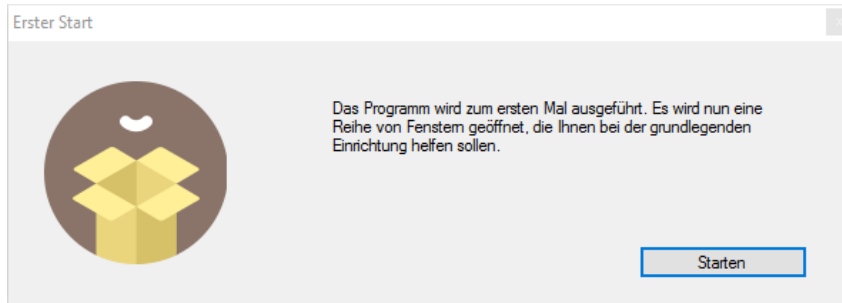 Erster Start
Das Programm wird zum ersten Mal ausgeführt. Es wird nun eine
Reihe von Fenstern geöffnet, die Ihnen bei der grundlegenden
Einrichtung helfen sollen.
Starten